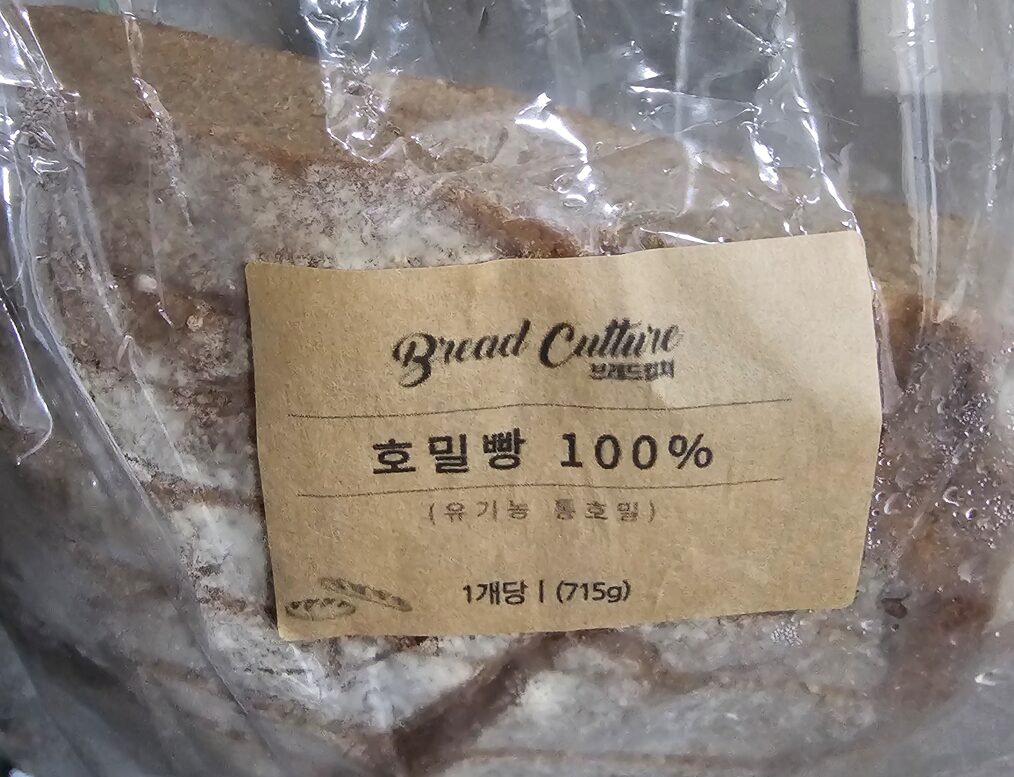 Bread Culture
브레드컬쳐
호밀빵 100%
(유기농 통호밀)
1개당 | (715g)